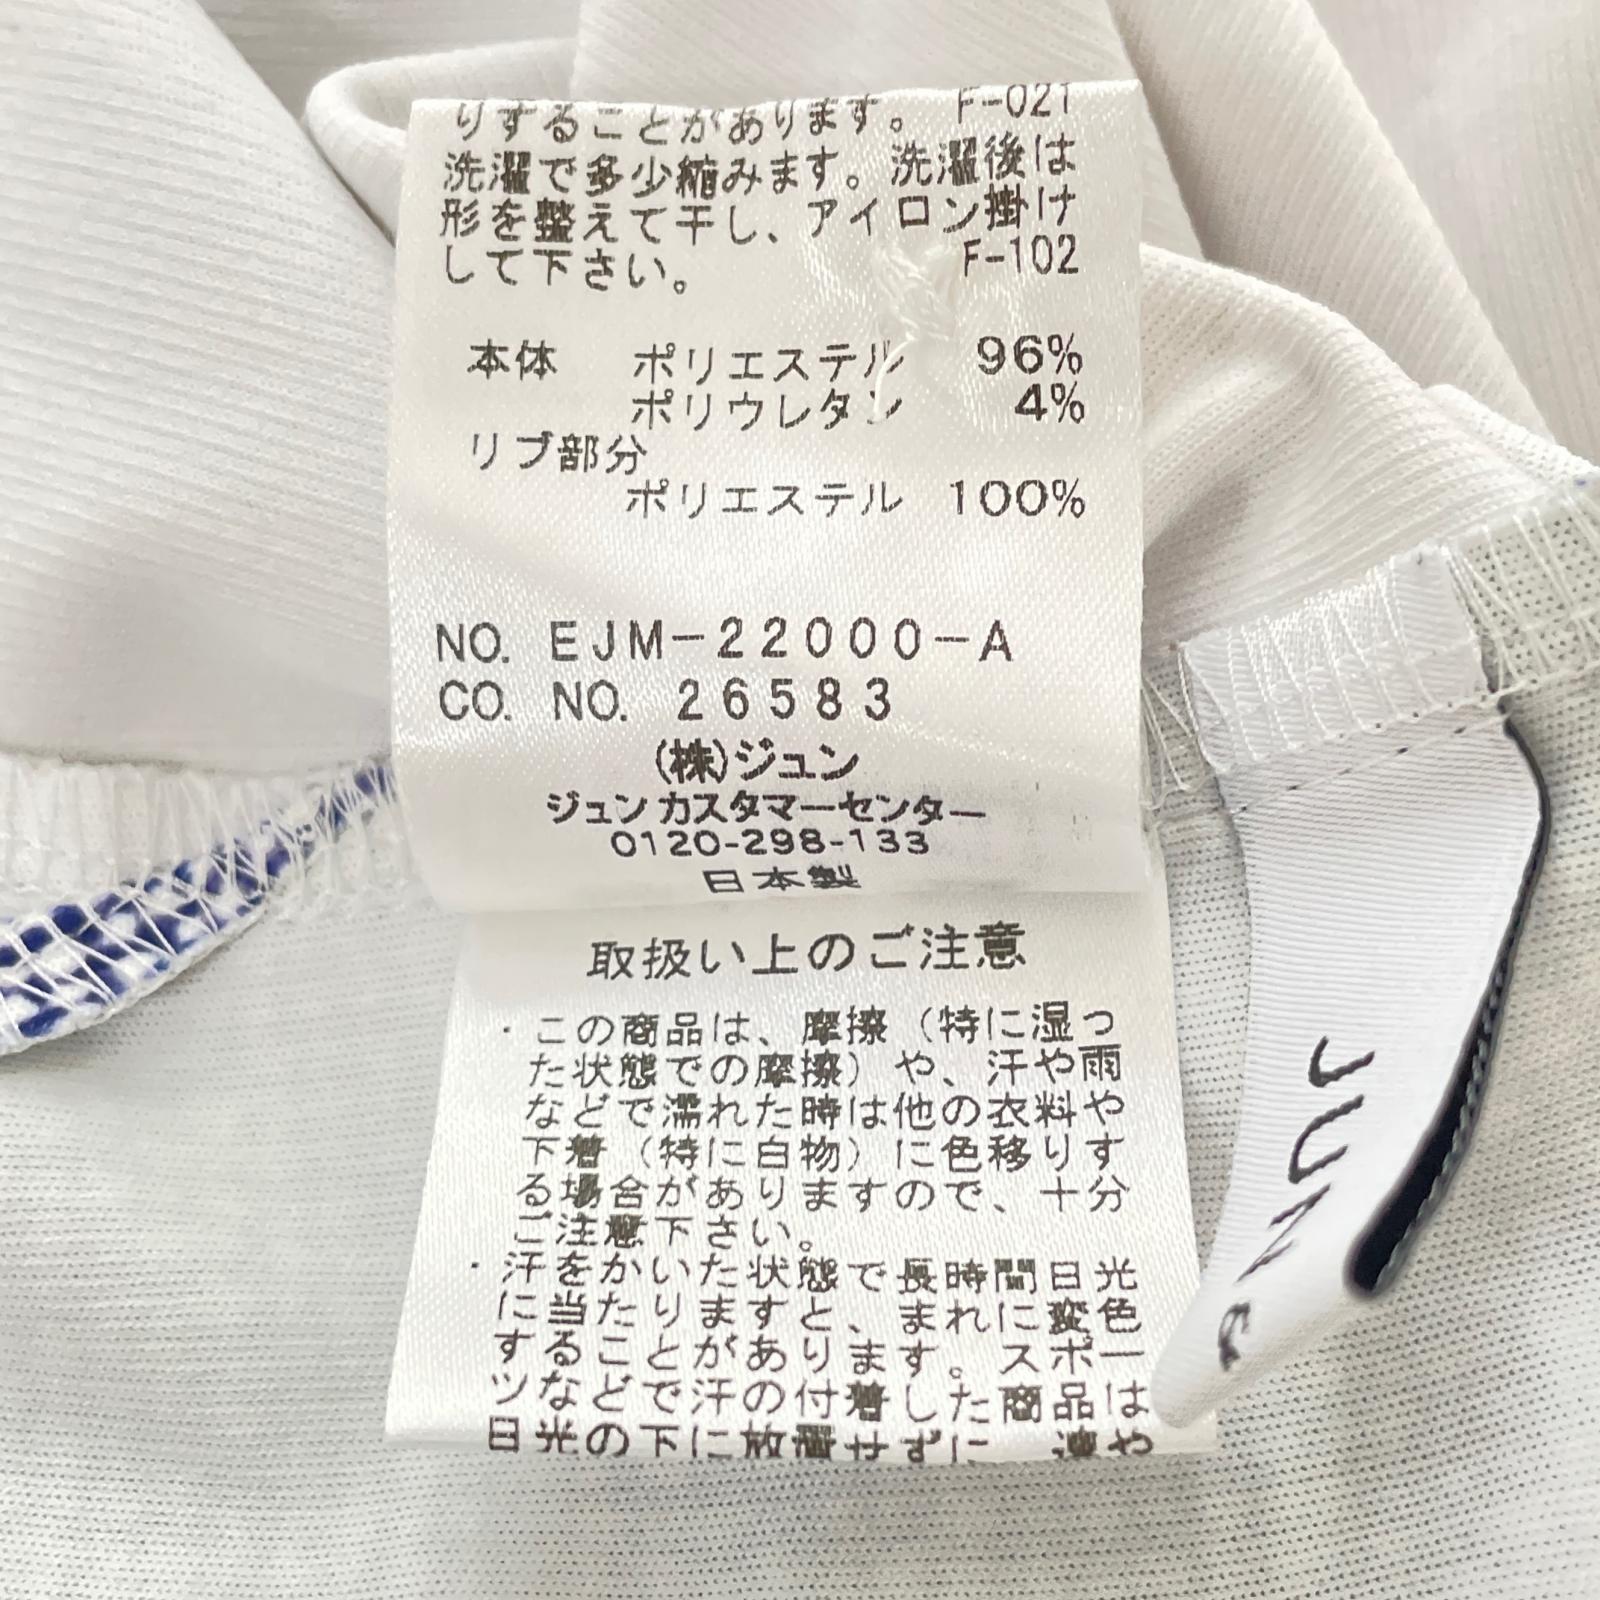 りすることがあります。 F-021
洗濯で多少縮みます。洗濯後は
形を整えて干し、アイロン掛け
して下さい。 F-102
本体 ポリエステル 96%
ポリウレタン 4%
リブ部分
ポリエステル 100%
NO. EJM-22000-A
CO. NO. 26583
(株)ジュン
ジュン カスタマーセンター
0120-298-133
日本製
取扱い上のご注意
・この商品は、摩擦（特に湿っ
た状態での摩擦）や、汗や雨
などで濡れた時は他の衣料や
下着（特に白物）に色移りす
る場合がありますので、十分
ご注意下さい。
・汗をかいた状態で長時間日光
に当たりますと、まれに変色
することがあります。スポー
ツなどで汗の付着した商品は
日光の下に放置せずに、速や
JUN &